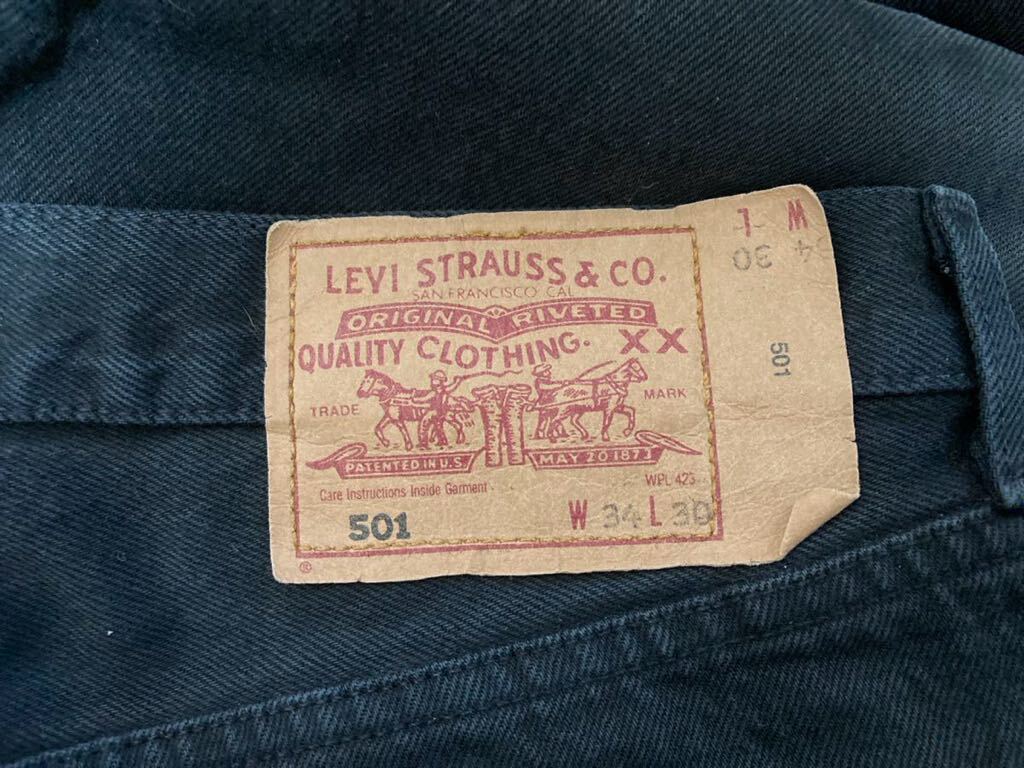 LEVI STRAUSS & CO.
SAN FRANCISCO CAL
ORIGINAL RIVETED
QUALITY CLOTHING. XX
TRADE MARK
PATENTED IN U.S. MAY 20 1873
Care Instructions Inside Garment WPL 423
501 W 34 L 30
®
W L
34 30
501